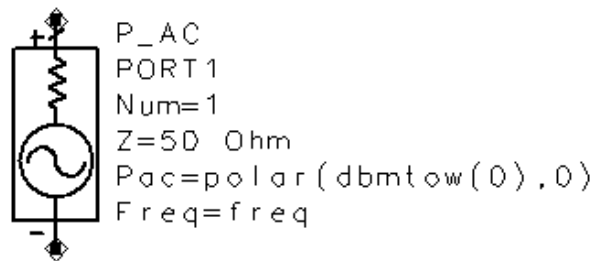 +
P_AC
PORT1
Num=1
Z=50 Ohm
Pac=polar(dbmtow(0),0)
Freq=freq
-